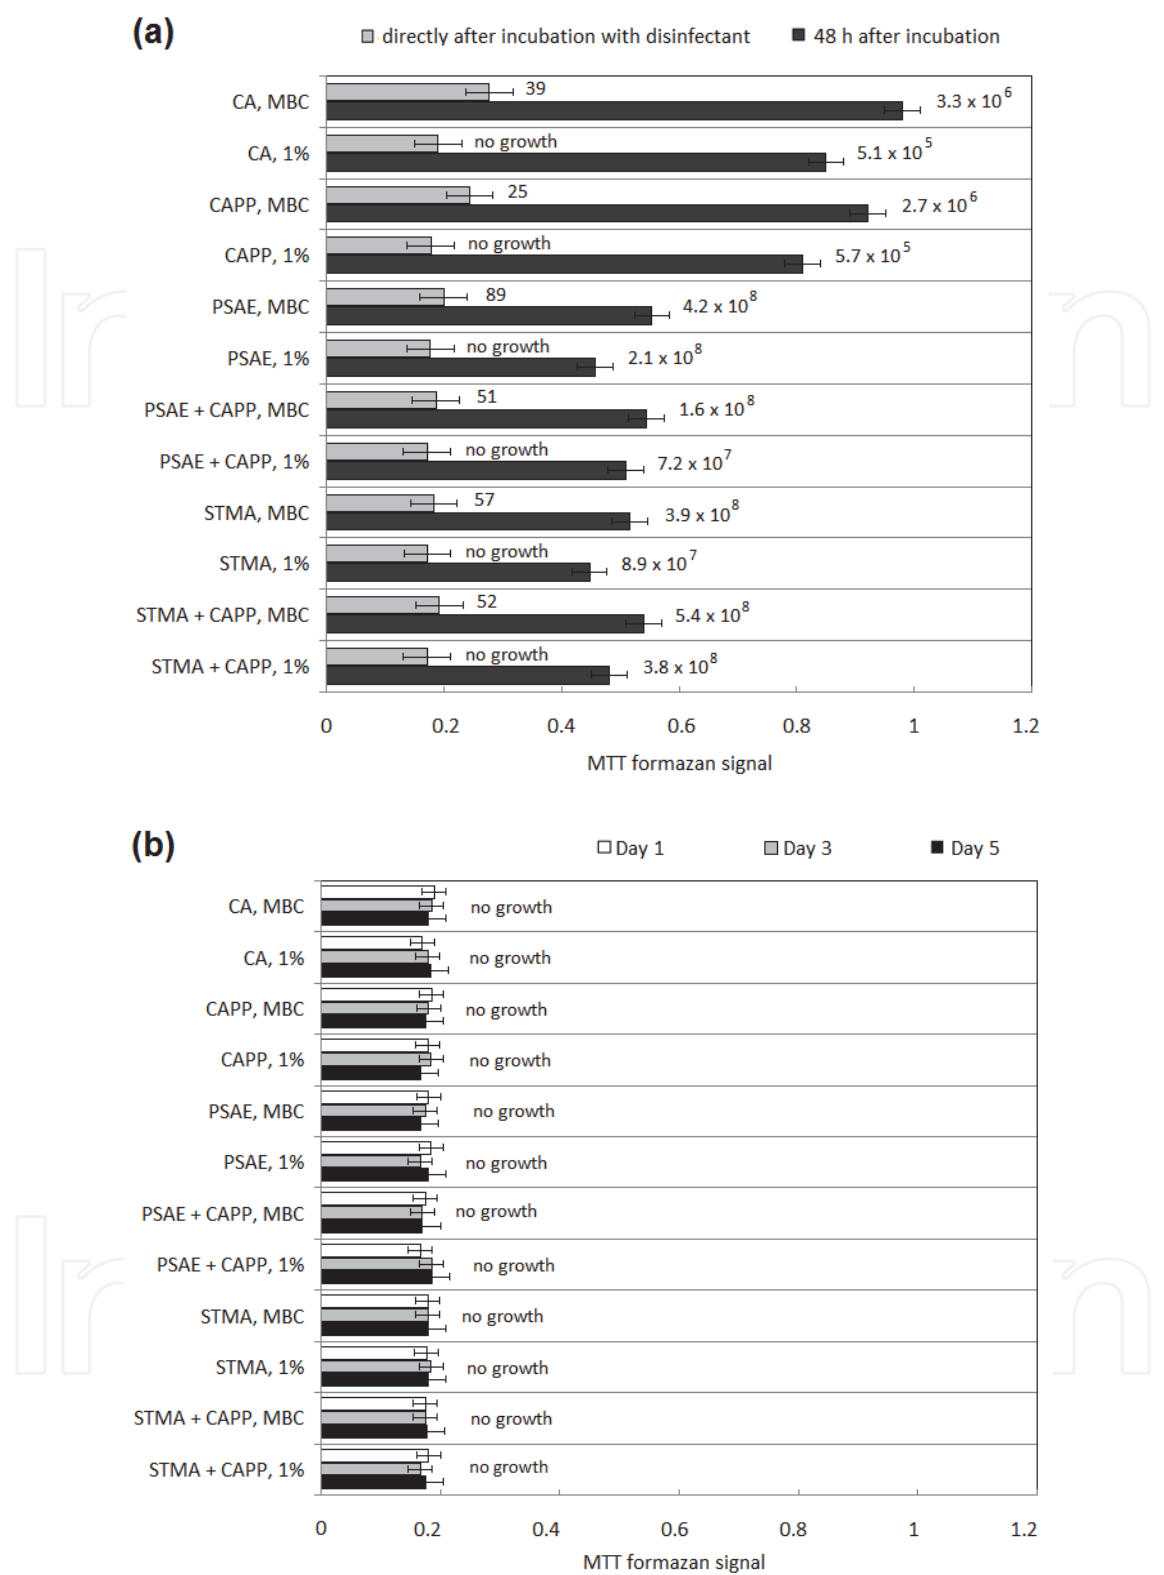 (a)
directly after incubation with disinfectant 48 h after incubation
CA, MBC 39 3.3 x 10^6
CA, 1% no growth 5.1 x 10^5
CAPP, MBC 25 2.7 x 10^6
CAPP, 1% no growth 5.7 x 10^5
PSAE, MBC 89 4.2 x 10^8
PSAE, 1% no growth 2.1 x 10^8
PSAE + CAPP, MBC 51 1.6 x 10^8
PSAE + CAPP, 1% no growth 7.2 x 10^7
STMA, MBC 57 3.9 x 10^8
STMA, 1% no growth 8.9 x 10^7
STMA + CAPP, MBC 52 5.4 x 10^8
STMA + CAPP, 1% no growth 3.8 x 10^8
0 0.2 0.4 0.6 0.8 1 1.2
MTT formazan signal
(b)
Day 1 Day 3 Day 5
CA, MBC no growth
CA, 1% no growth
CAPP, MBC no growth
CAPP, 1% no growth
PSAE, MBC no growth
PSAE, 1% no growth
PSAE + CAPP, MBC no growth
PSAE + CAPP, 1% no growth
STMA, MBC no growth
STMA, 1% no growth
STMA + CAPP, MBC no growth
STMA + CAPP, 1% no growth
0 0.2 0.4 0.6 0.8 1 1.2
MTT formazan signal